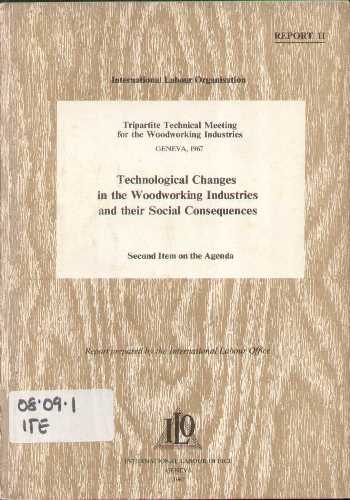 REPORT II
International Labour Organisation
Tripartite Technical Meeting
for the Woodworking Industries
GENEVA, 1967
Technological Changes
in the Woodworking Industries
and their Social Consequences
Second Item on the Agenda
Report prepared by the International Labour Office
08·09·1
ITE
ILO
INTERNATIONAL LABOUR OFFICE
GENEVA